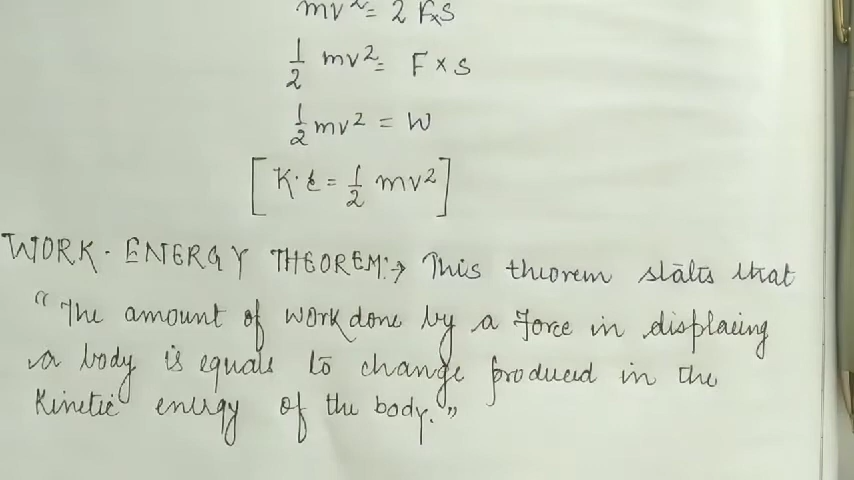 mv² = 2 F×S
1/2 mv² = F × S
1/2 mv² = W
[K.E = 1/2 mv²]
WORK-ENERGY THEOREM:→ This theorem states that
"The amount of work done by a force in displacing
a body is equals to change produced in the
Kinetic energy of the body."